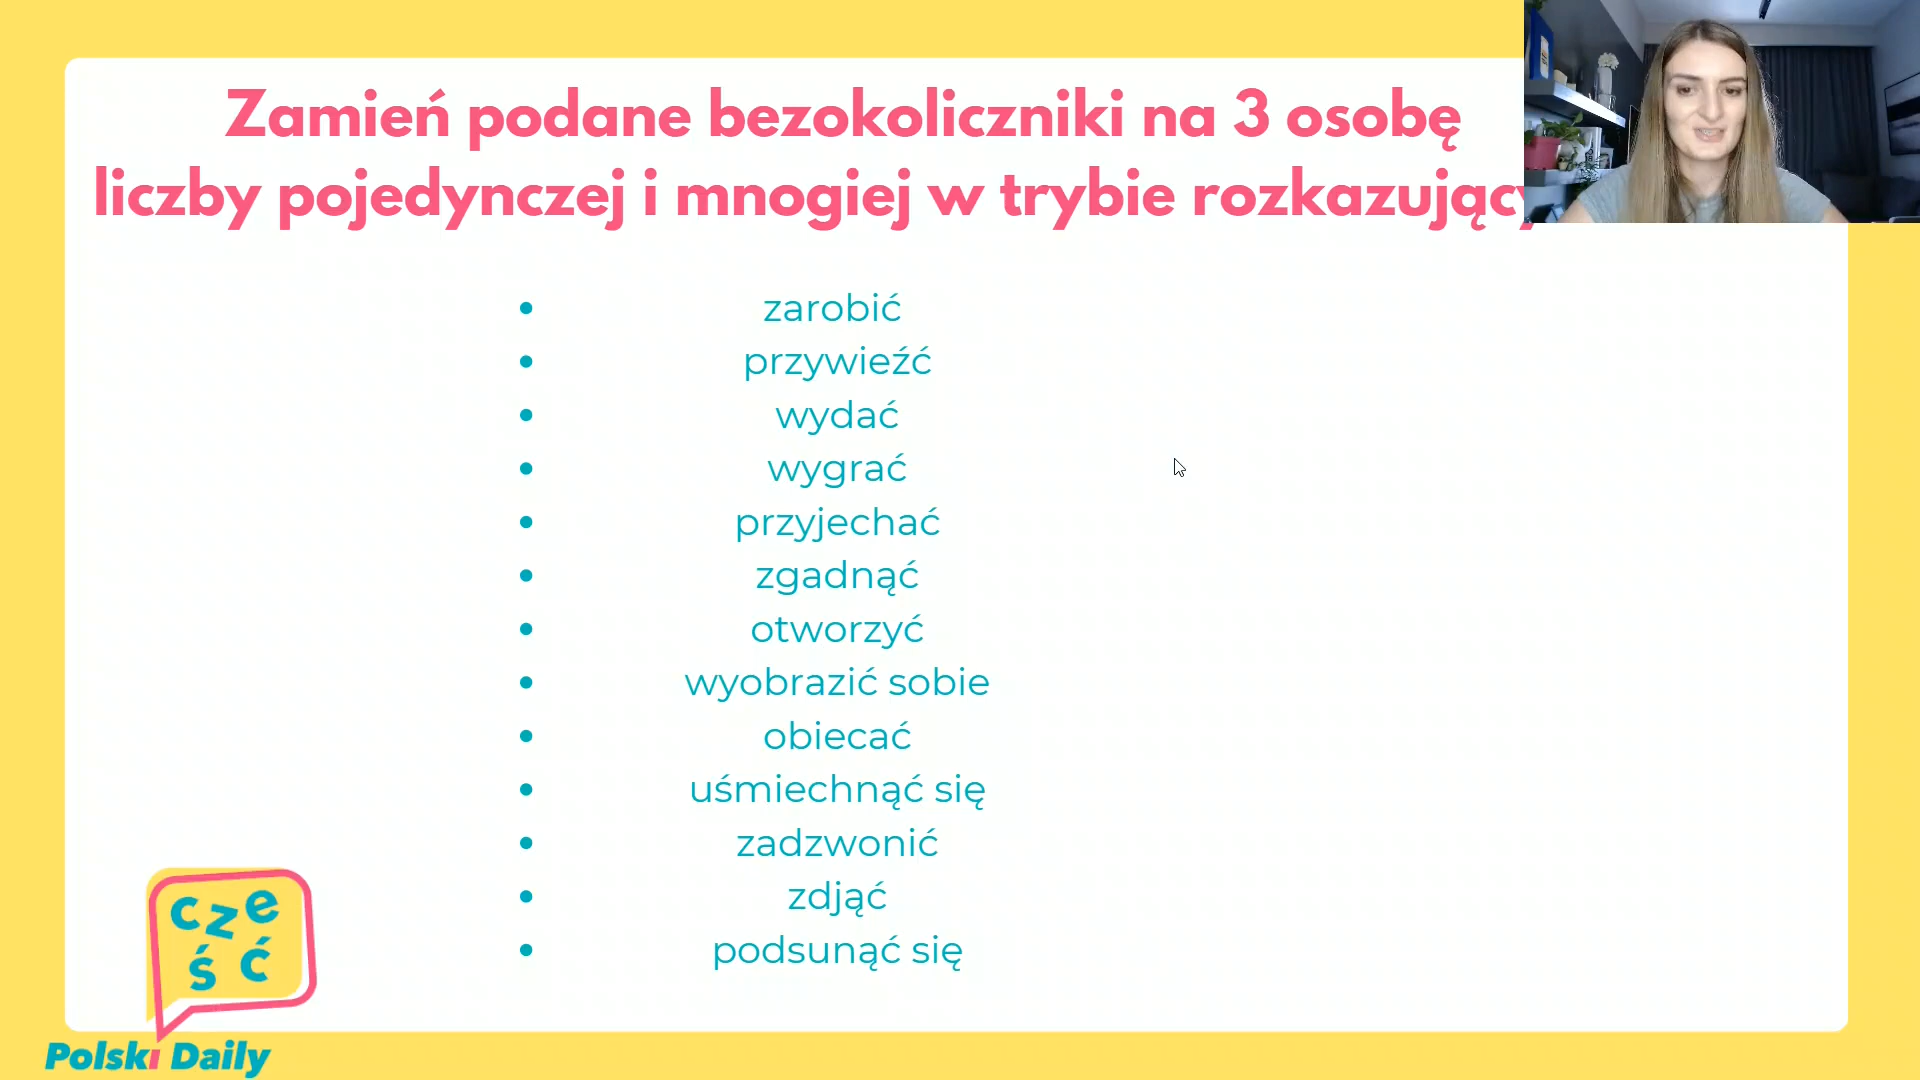 Zamień podane bezokoliczniki na 3 osobę
liczby pojedynczej i mnogiej w trybie
zarobić
przywieźć
wydać
wygrać
przyjechać
zgadnąć
otworzyć
wyobrazić sobie
obiecać
uśmiechnąć się
zadzwonić
zdjąć
podsunąć się
cze
ść
Polski Daily